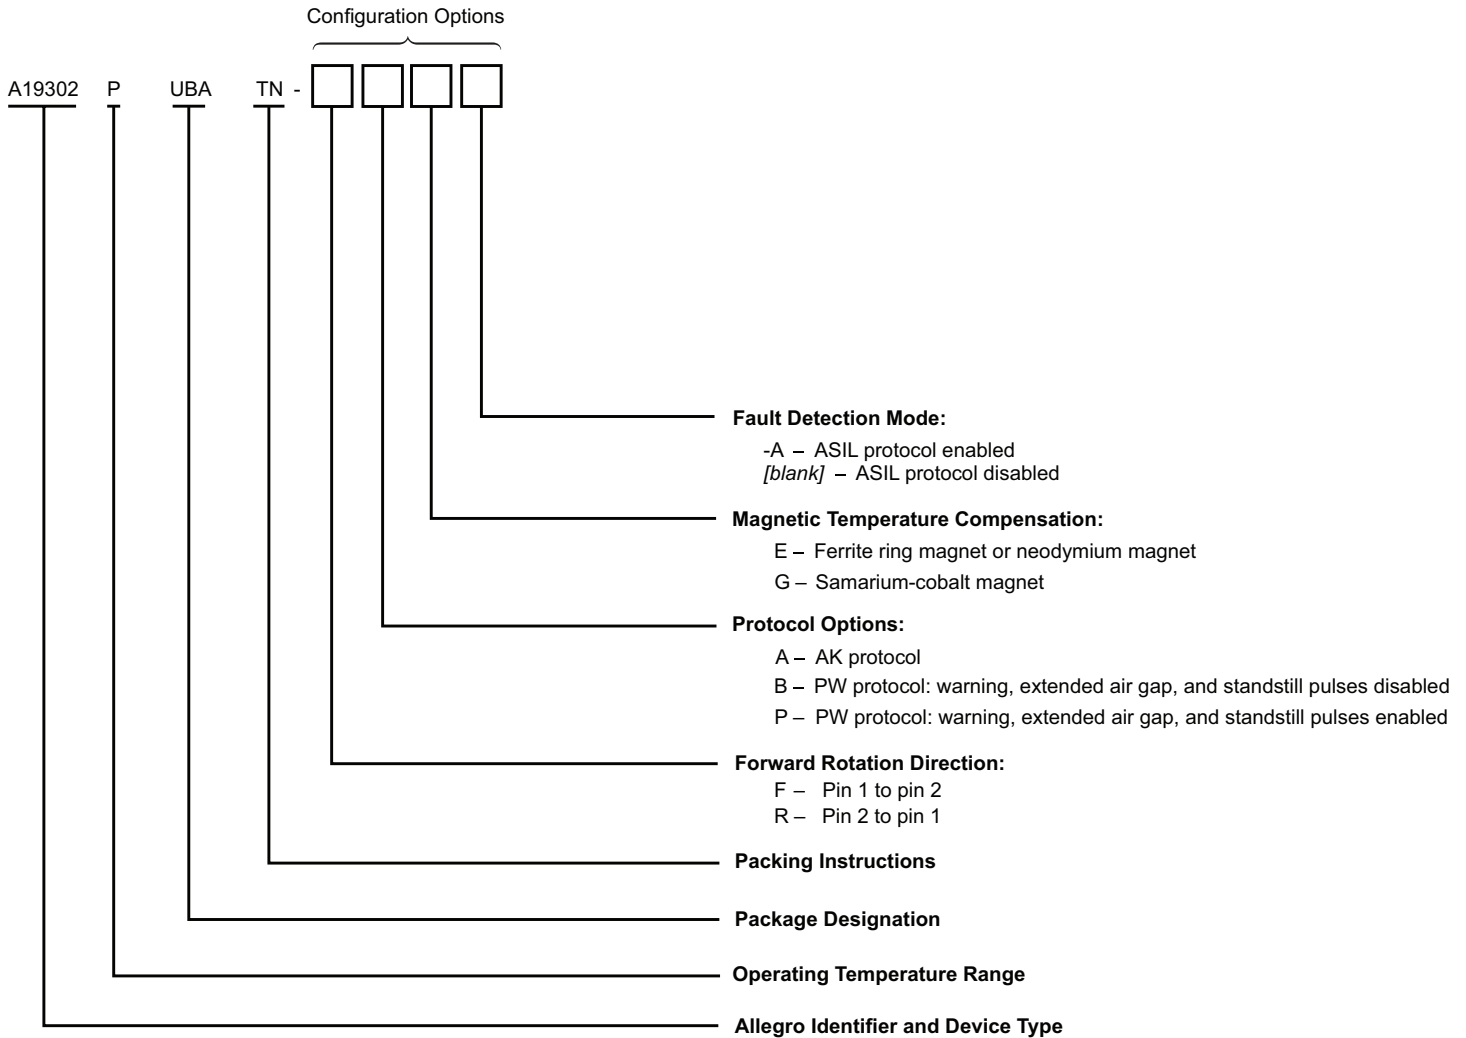 Configuration Options
A19302 P UBA TN -
Fault Detection Mode:
-A – ASIL protocol enabled
[blank] – ASIL protocol disabled
Magnetic Temperature Compensation:
E – Ferrite ring magnet or neodymium magnet
G – Samarium-cobalt magnet
Protocol Options:
A – AK protocol
B – PW protocol: warning, extended air gap, and standstill pulses disabled
P – PW protocol: warning, extended air gap, and standstill pulses enabled
Forward Rotation Direction:
F – Pin 1 to pin 2
R – Pin 2 to pin 1
Packing Instructions
Package Designation
Operating Temperature Range
Allegro Identifier and Device Type